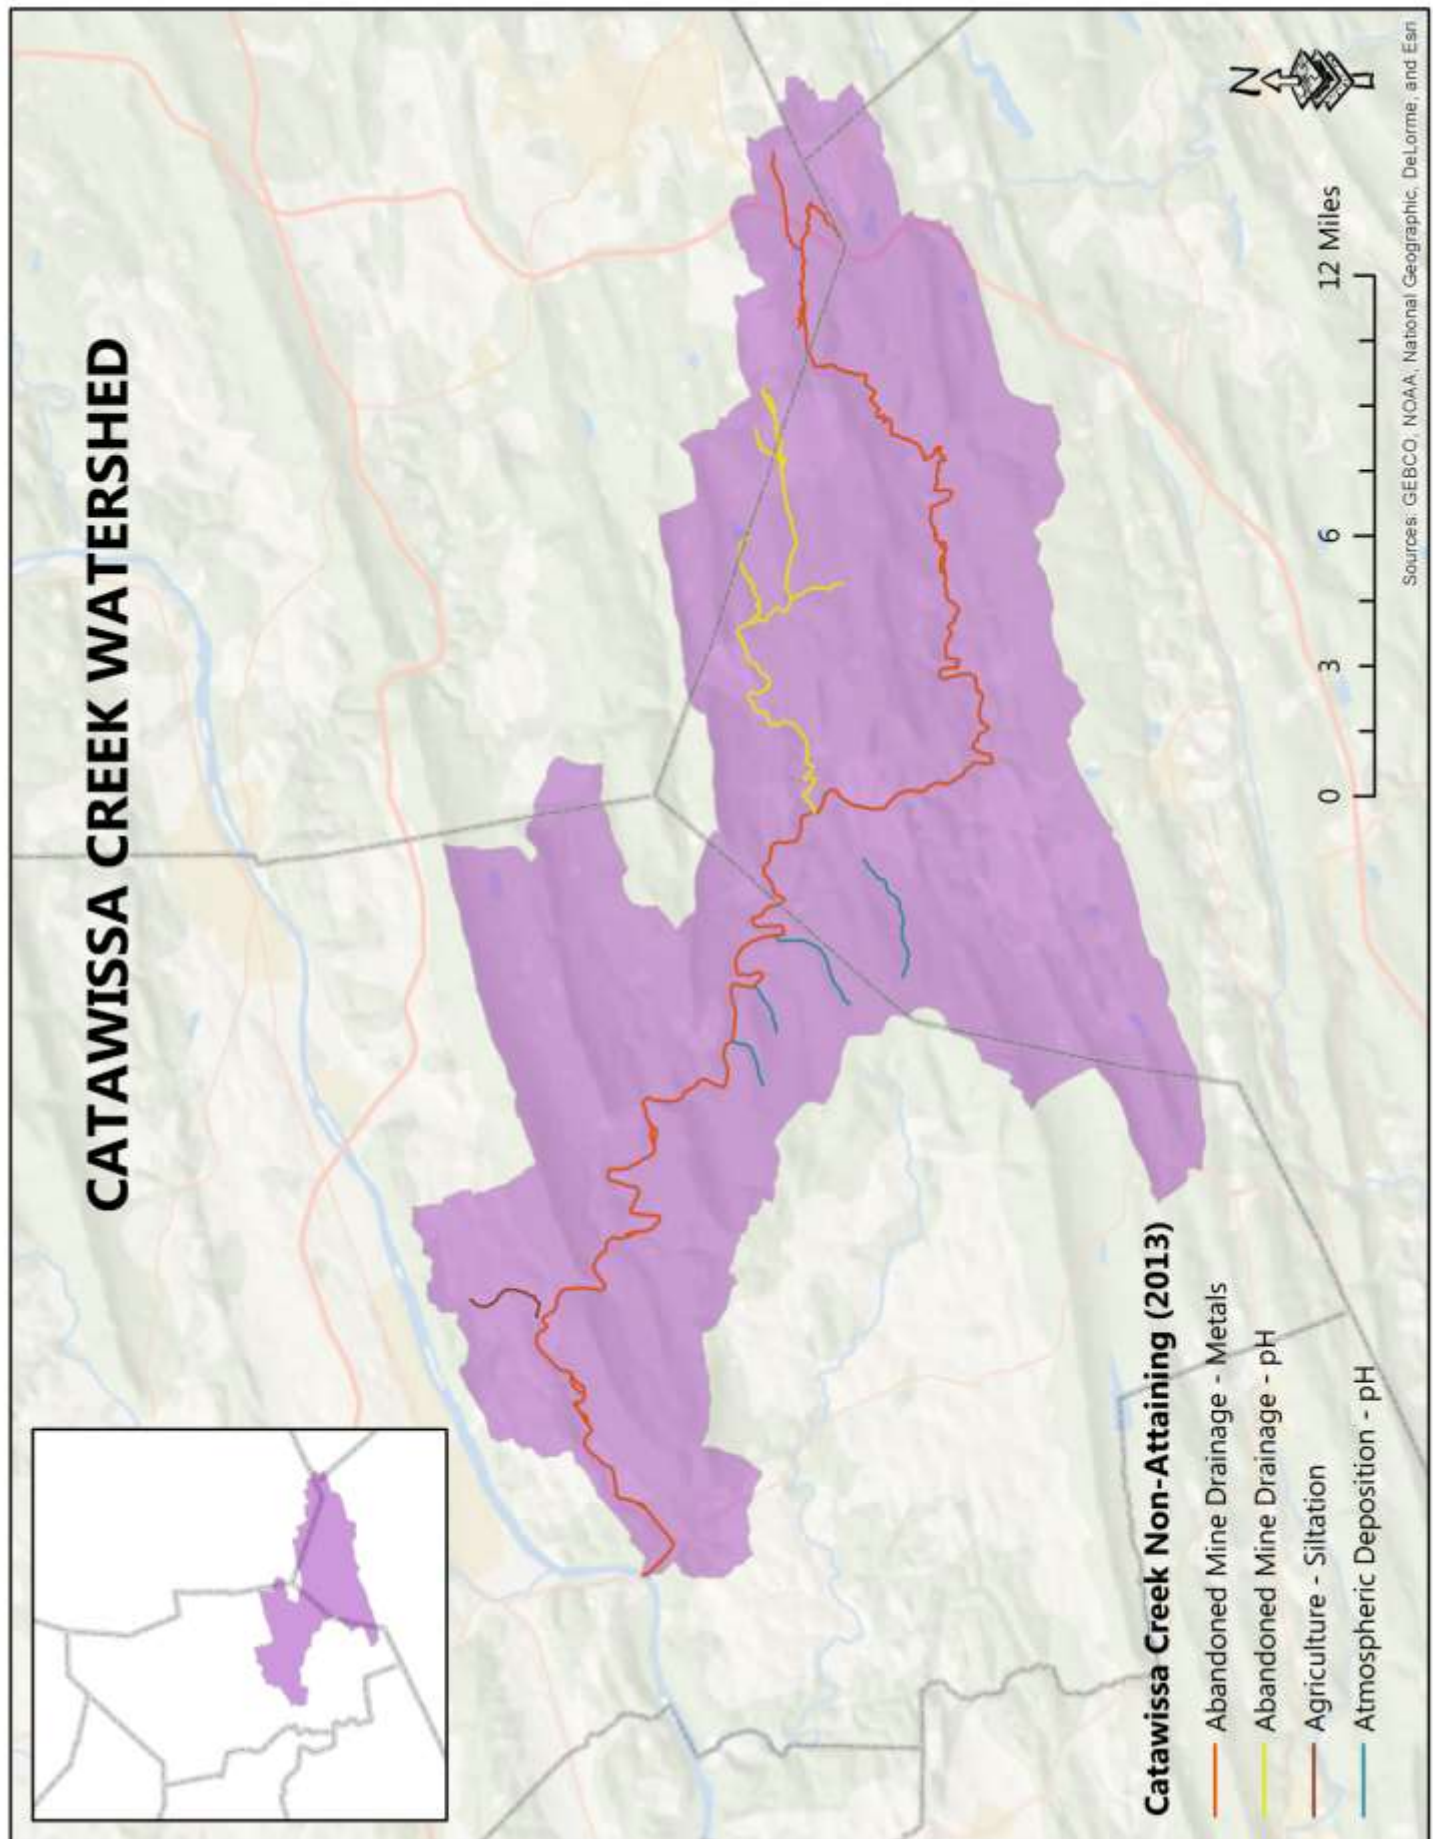 CATAWISSA CREEK WATERSHED
N
Catawissa Creek Non-Attaining (2013)
Abandoned Mine Drainage - Metals
Abandoned Mine Drainage - pH
Agriculture - Siltation
Atmospheric Deposition - pH
0 3 6 12 Miles
Sources: GEBCO, NOAA, National Geographic, DeLorme, and Esri